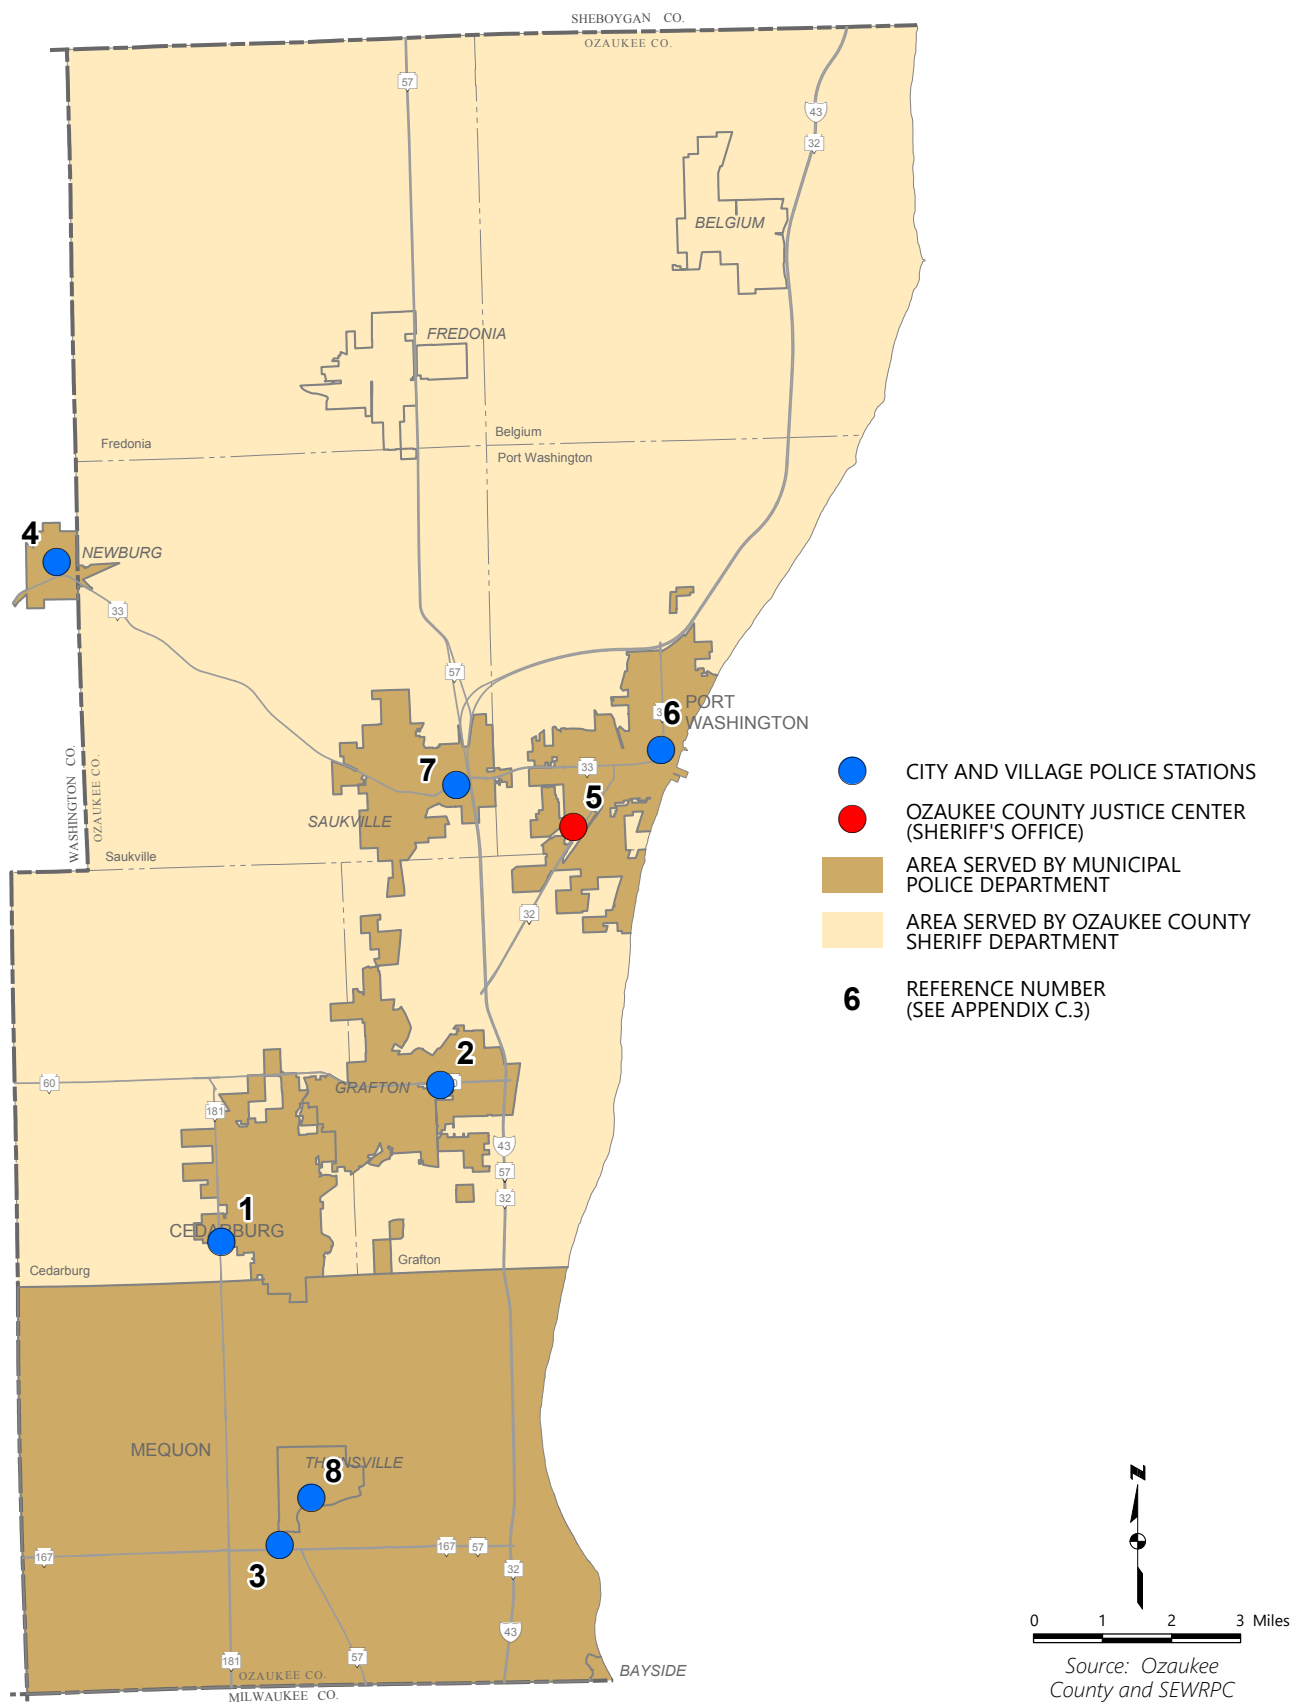 SHEBOYGAN CO.
OZAUKEE CO.
57
43
32
BELGIUM
FREDONIA
Fredonia
Belgium
Port Washington
4
NEWBURG
33
57
6
PORT
WASHINGTON
WASHINGTON CO.
OZAUKEE CO.
7
33
5
SAUKVILLE
Saukville
32
CITY AND VILLAGE POLICE STATIONS
OZAUKEE COUNTY JUSTICE CENTER
(SHERIFF'S OFFICE)
AREA SERVED BY MUNICIPAL
POLICE DEPARTMENT
AREA SERVED BY OZAUKEE COUNTY
SHERIFF DEPARTMENT
6
REFERENCE NUMBER
(SEE APPENDIX C.3)
2
60
GRAFTON
181
43
57
32
1
CEDARBURG
Cedarburg
Grafton
MEQUON
THIENSVILLE
8
167
3
167
57
32
43
181
57
OZAUKEE CO.
MILWAUKEE CO.
BAYSIDE
N
0 1 2 3 Miles
Source: Ozaukee
County and SEWRPC